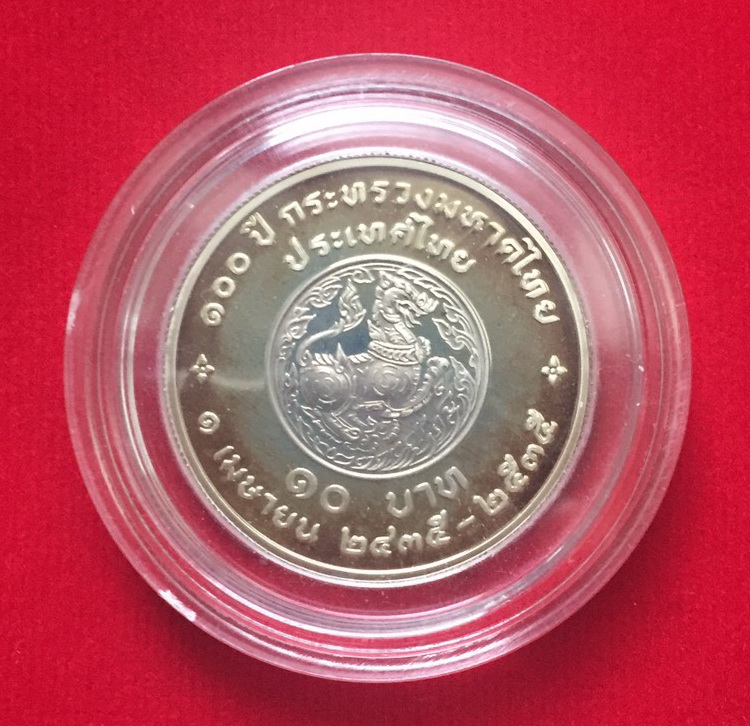 ๑๐๐ ปี กระทรวงมหาดไทย
ประเทศไทย
๑๐ บาท
๑ เมษายน ๒๔๓๕ - ๒๕๓๕